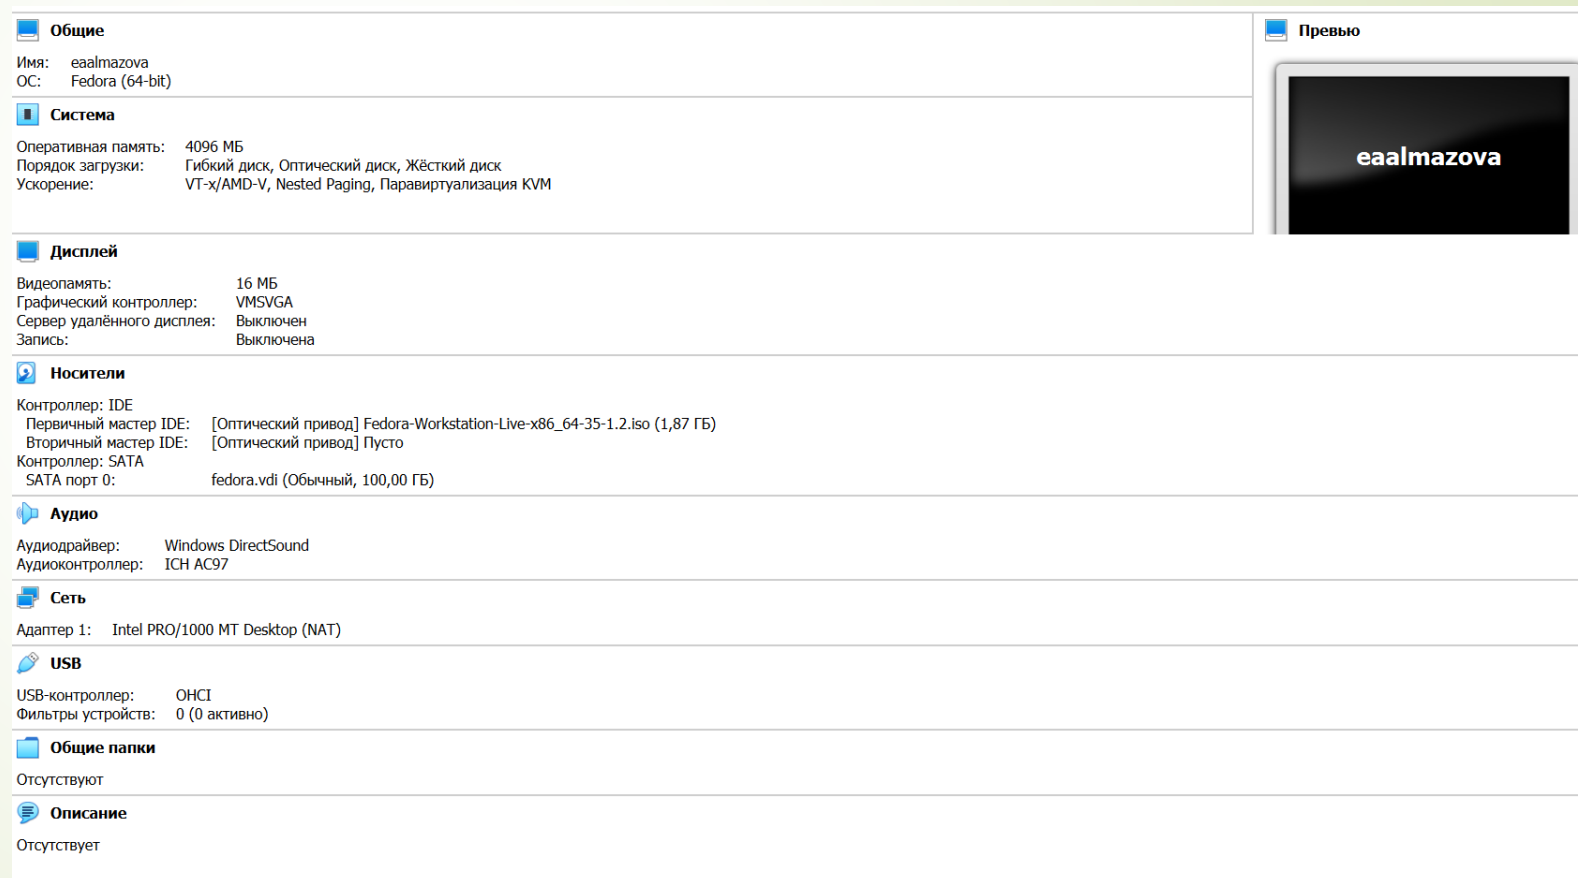 Общие
Имя: eaalmazova
ОС: Fedora (64-bit)
Превью
eaalmazova
Система
Оперативная память: 4096 МБ
Порядок загрузки: Гибкий диск, Оптический диск, Жёсткий диск
Ускорение: VT-x/AMD-V, Nested Paging, Паравиртуализация KVM
Дисплей
Видеопамять: 16 МБ
Графический контроллер: VMSVGA
Сервер удалённого дисплея: Выключен
Запись: Выключена
Носители
Контроллер: IDE
Первичный мастер IDE: [Оптический привод] Fedora-Workstation-Live-x86_64-35-1.2.iso (1,87 ГБ)
Вторичный мастер IDE: [Оптический привод] Пусто
Контроллер: SATA
SATA порт 0: fedora.vdi (Обычный, 100,00 ГБ)
Аудио
Аудиодрайвер: Windows DirectSound
Аудиоконтроллер: ICH AC97
Сеть
Адаптер 1: Intel PRO/1000 MT Desktop (NAT)
USB
USB-контроллер: OHCI
Фильтры устройств: 0 (0 активно)
Общие папки
Отсутствуют
Описание
Отсутствует